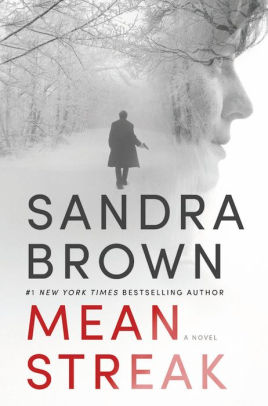 SANDRA
BROWN
#1 NEW YORK TIMES BESTSELLING AUTHOR
MEAN
A NOVEL
STREAK